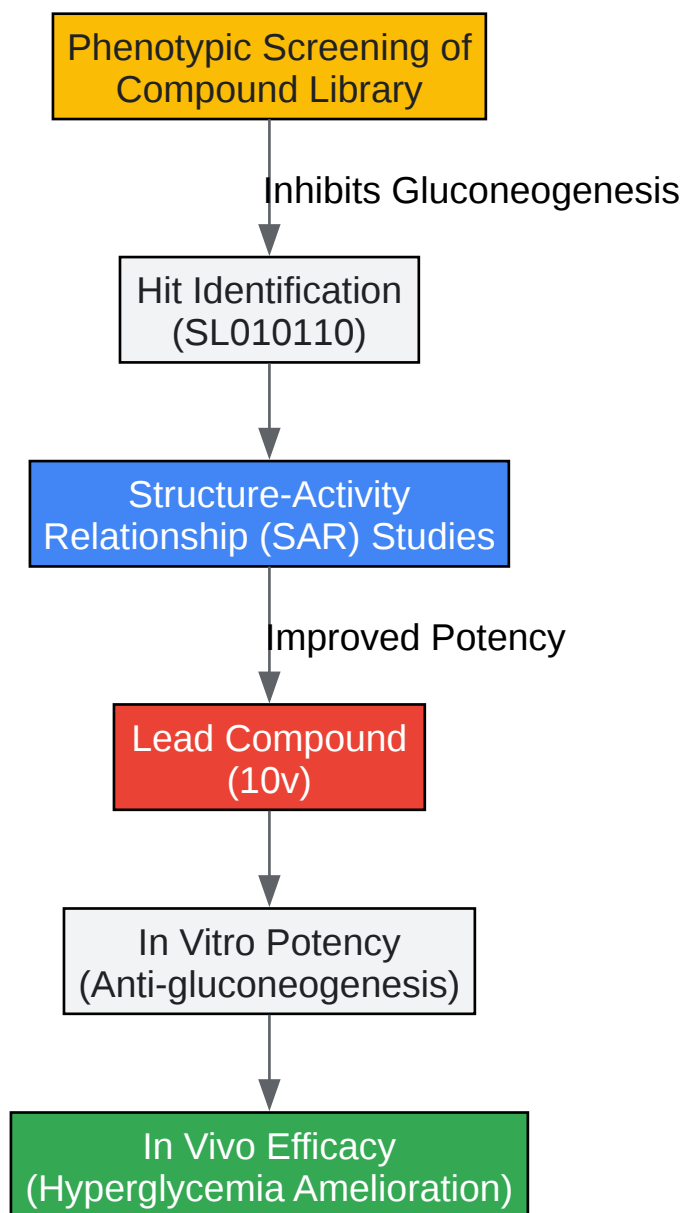 Phenotypic Screening of
Compound Library
Inhibits Gluconeogenesis
Hit Identification
(SL010110)
Structure-Activity
Relationship (SAR) Studies
Improved Potency
Lead Compound
(10v)
In Vitro Potency
(Anti-gluconeogenesis)
In Vivo Efficacy
(Hyperglycemia Amelioration)